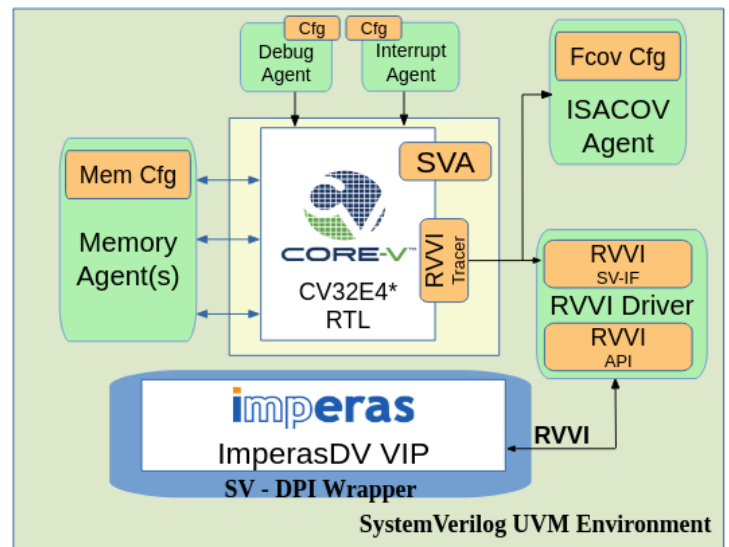 Cfg
Debug
Agent
Cfg
Interrupt
Agent
Fcov Cfg
ISACOV
Agent
Mem Cfg
Memory
Agent(s)
SVA
CORE-V™
CV32E4*
RTL
RVVI
Tracer
RVVI
SV-IF
RVVI Driver
RVVI
API
imperas
ImperasDV VIP
RVVI
SV - DPI Wrapper
SystemVerilog UVM Environment